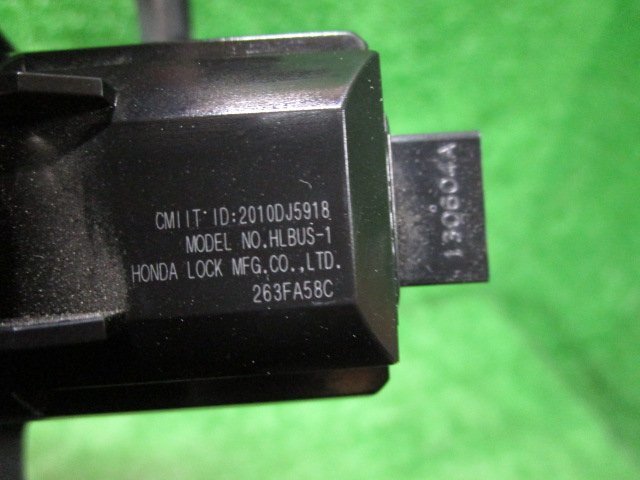 CMIIT ID:2010DJ5918
MODEL NO.HLBUS-1
HONDA LOCK MFG.CO.,LTD.
263FA58C
130604A